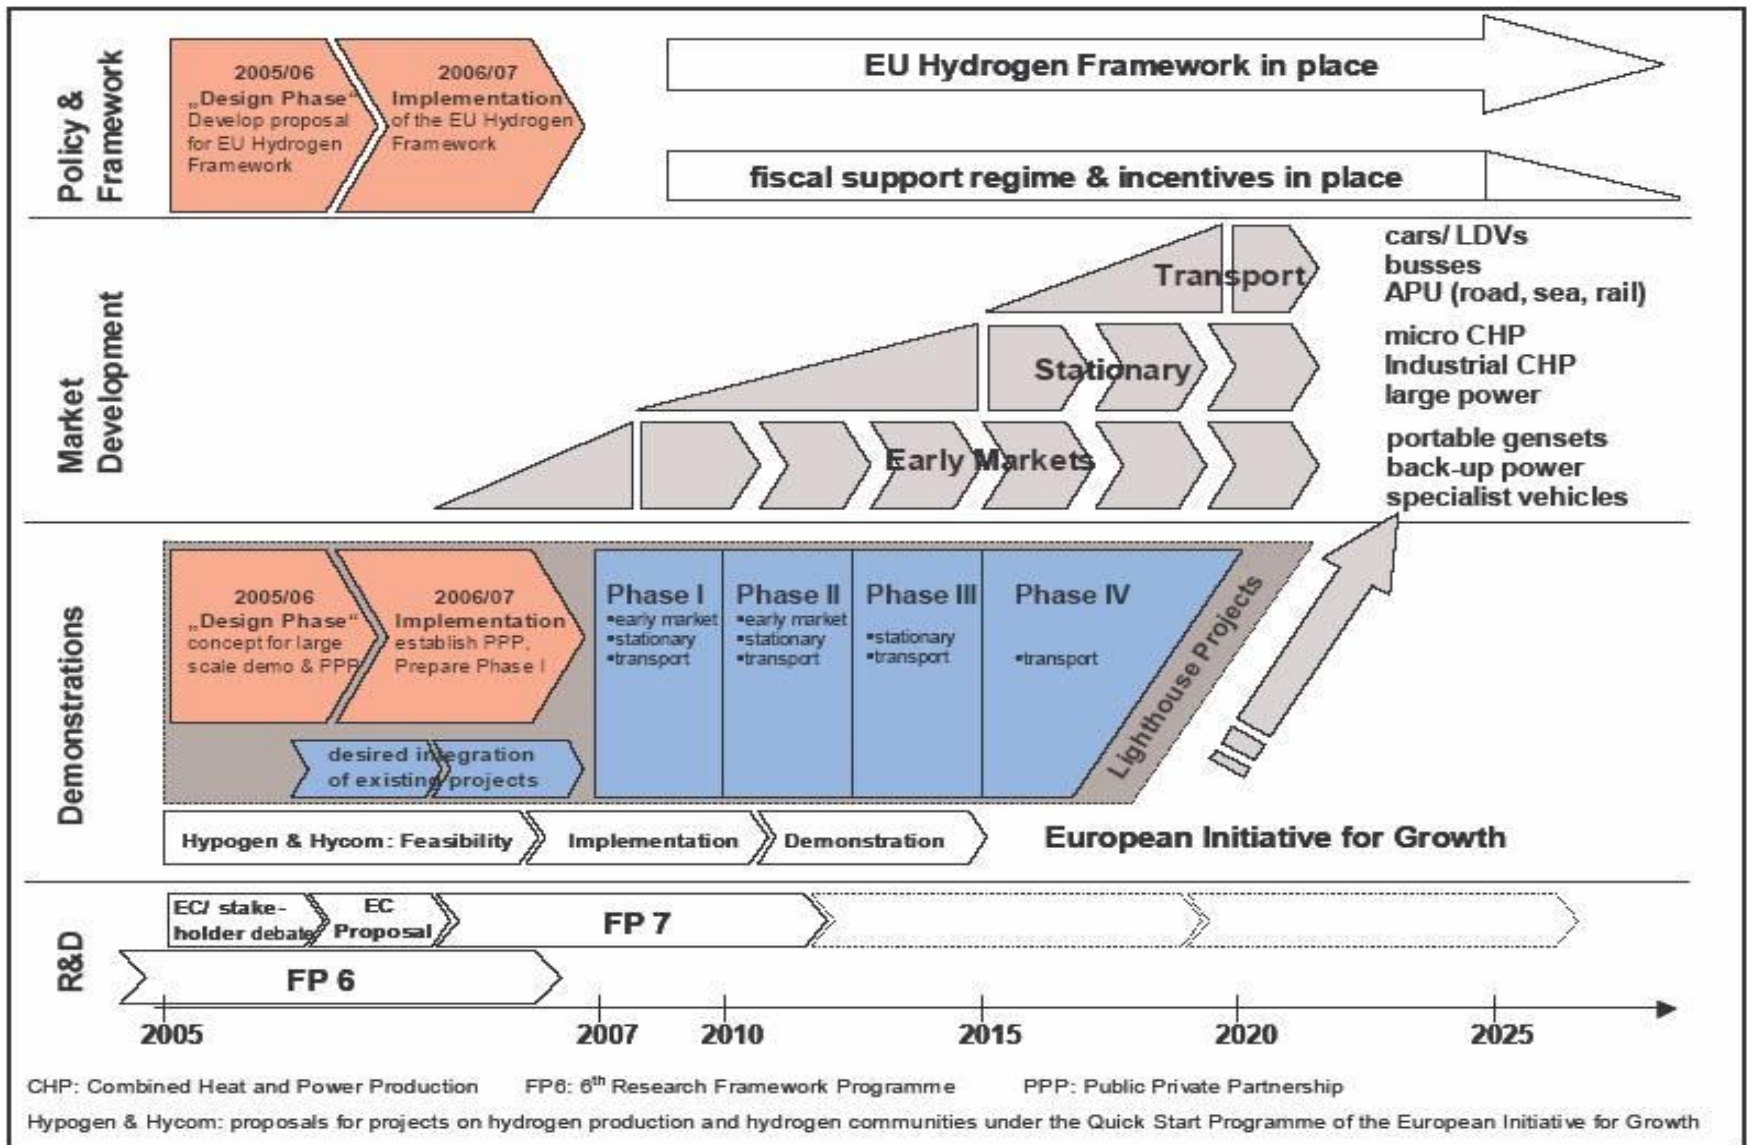 Policy &
Framework
2005/06
„Design Phase“
Develop proposal
for EU Hydrogen
Framework
2006/07
Implementation
of the EU Hydrogen
Framework
EU Hydrogen Framework in place
fiscal support regime & incentives in place
Market
Development
Transport
cars/ LDVs
busses
APU (road, sea, rail)
Stationary
micro CHP
Industrial CHP
large power
Early Markets
portable gensets
back-up power
specialist vehicles
Demonstrations
2005/06
„Design Phase“
concept for large
scale demo & PPP
2006/07
Implementation
establish PPP,
Prepare Phase I
desired integration
of existing projects
Phase I
▪early market
▪stationary
▪transport
Phase II
▪early market
▪stationary
▪transport
Phase III
▪stationary
▪transport
Phase IV
▪transport
Lighthouse Projects
Hypogen & Hycom: Feasibility
Implementation
Demonstration
European Initiative for Growth
R&D
EC/ stake-
holder debate
EC
Proposal
FP 7
FP 6
2005
2007
2010
2015
2020
2025
CHP: Combined Heat and Power Production
FP6: 6th Research Framework Programme
PPP: Public Private Partnership
Hypogen & Hycom: proposals for projects on hydrogen production and hydrogen communities under the Quick Start Programme of the European Initiative for Growth